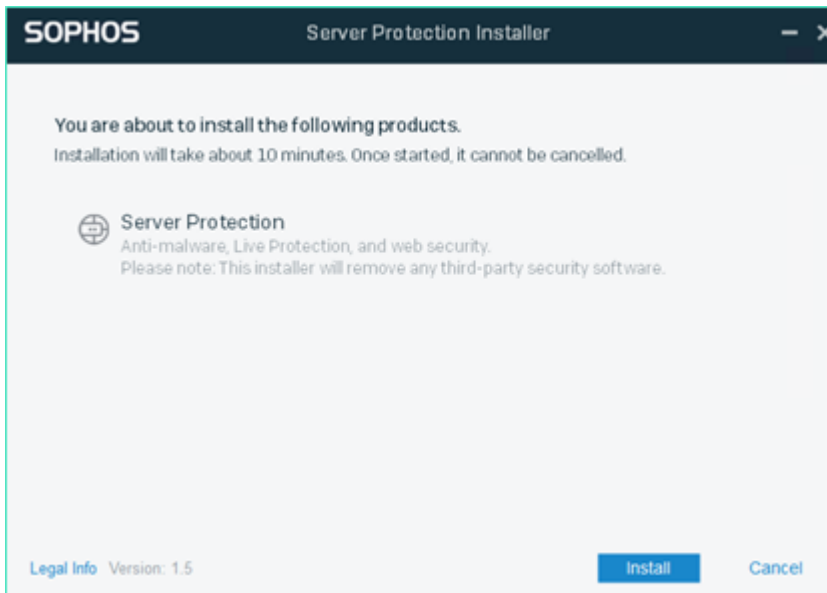 SOPHOS
Server Protection Installer
You are about to install the following products.
Installation will take about 10 minutes. Once started, it cannot be cancelled.
Server Protection
Anti-malware, Live Protection, and web security.
Please note: This installer will remove any third-party security software.
Legal Info Version: 1.5
Install
Cancel